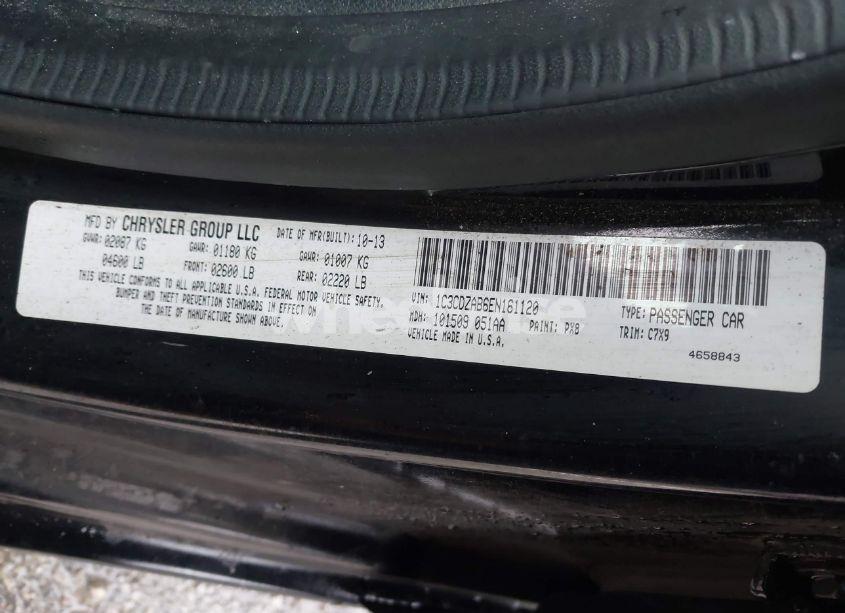 MFD BY CHRYSLER GROUP LLC DATE OF MFR(BUILT): 10-13
GVWR: 02087 KG GAWR: 01180 KG GAWR: 01007 KG
04600 LB FRONT: 02600 LB REAR: 02220 LB
THIS VEHICLE CONFORMS TO ALL APPLICABLE U.S.A. FEDERAL MOTOR VEHICLE SAFETY,
BUMPER AND THEFT PREVENTION STANDARDS IN EFFECT ON
THE DATE OF MANUFACTURE SHOWN ABOVE.
VIN: 1C3CDZAB6EN161120 TYPE: PASSENGER CAR
MDH: 101509 051AA PAINT: PX8 TRIM: C7X9
VEHICLE MADE IN U.S.A.
4658843